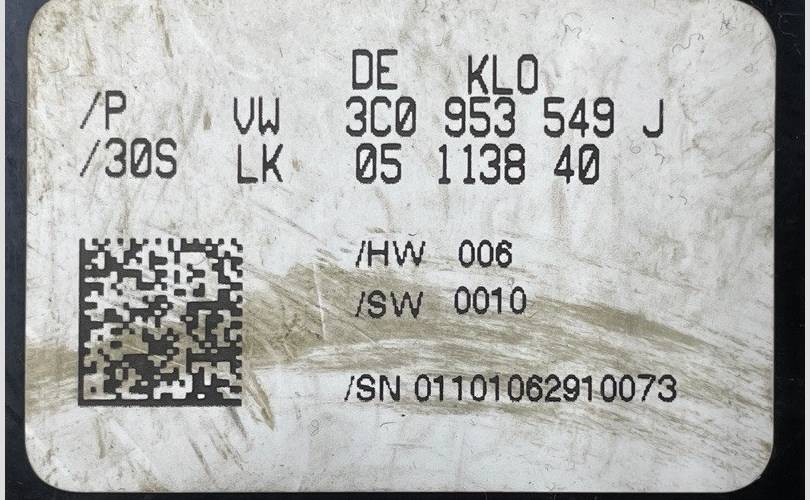 DE KLO
/P VW 3C0 953 549 J
/30S LK 05 1138 40
/HW 006
/SW 0010
/SN 01101062910073